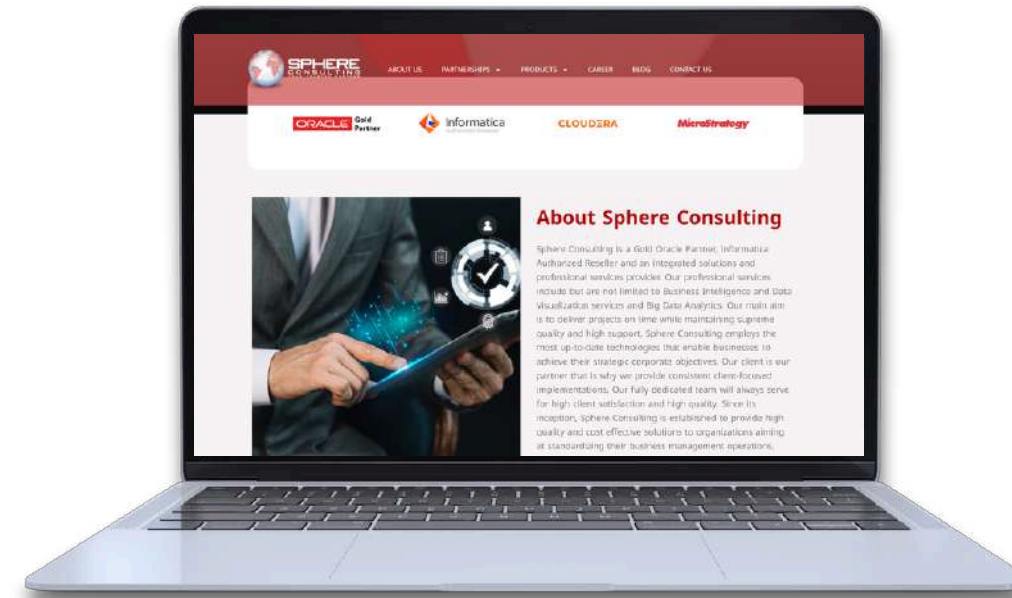 SPHERE
CONSULTING
ABOUT US PARTNERSHIPS PRODUCTS CAREER BLOG CONTACT US
ORACLE Gold Partner
Informatica
CLOUDERA
MicroStrategy
About Sphere Consulting
Sphere Consulting is a Gold Oracle Partner, Informatica
Authorized Reseller and an integrated solutions and
professional services provider. Our professional services
include but are not limited to Business Intelligence and Data
Visualization services and Big Data Analytics. Our main aim
is to deliver projects on time while maintaining supreme
quality and high support. Sphere Consulting employs the
most up-to-date technologies that enable businesses to
achieve their strategic corporate objectives. Our client is our
partner that is why we provide consistent client-focused
implementations. Our fully dedicated team will always serve
for high client satisfaction and high quality. Since its
inception, Sphere Consulting is established to provide high
quality and cost effective solutions to organizations aiming
at standardizing their business management operations.